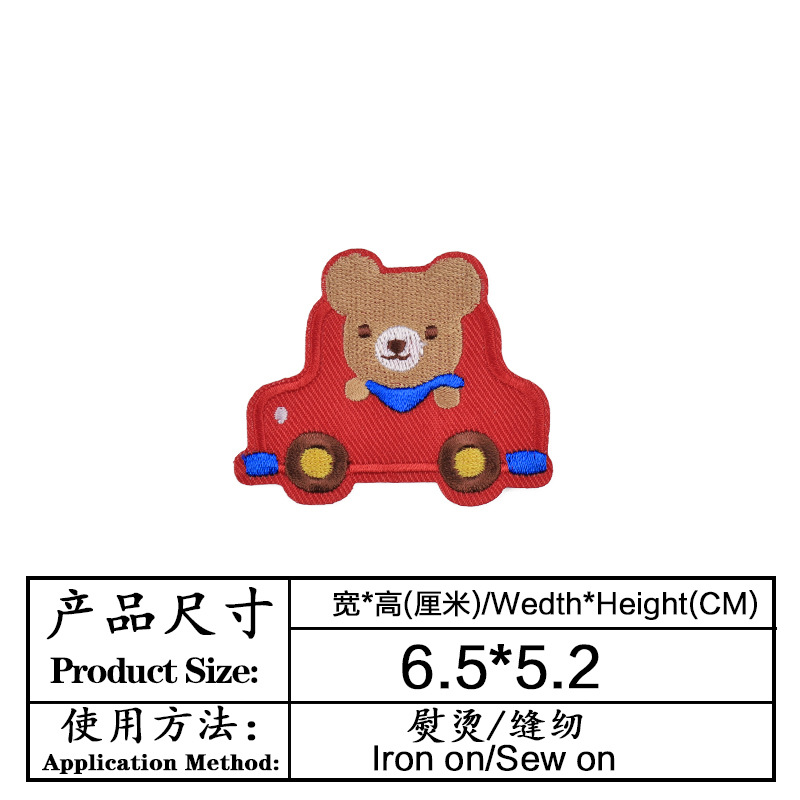 产品尺寸
Product Size:
宽*高(厘米)/Wedth*Height(CM)
6.5*5.2
使用方法：
Application Method:
熨烫/缝纫
Iron on/Sew on